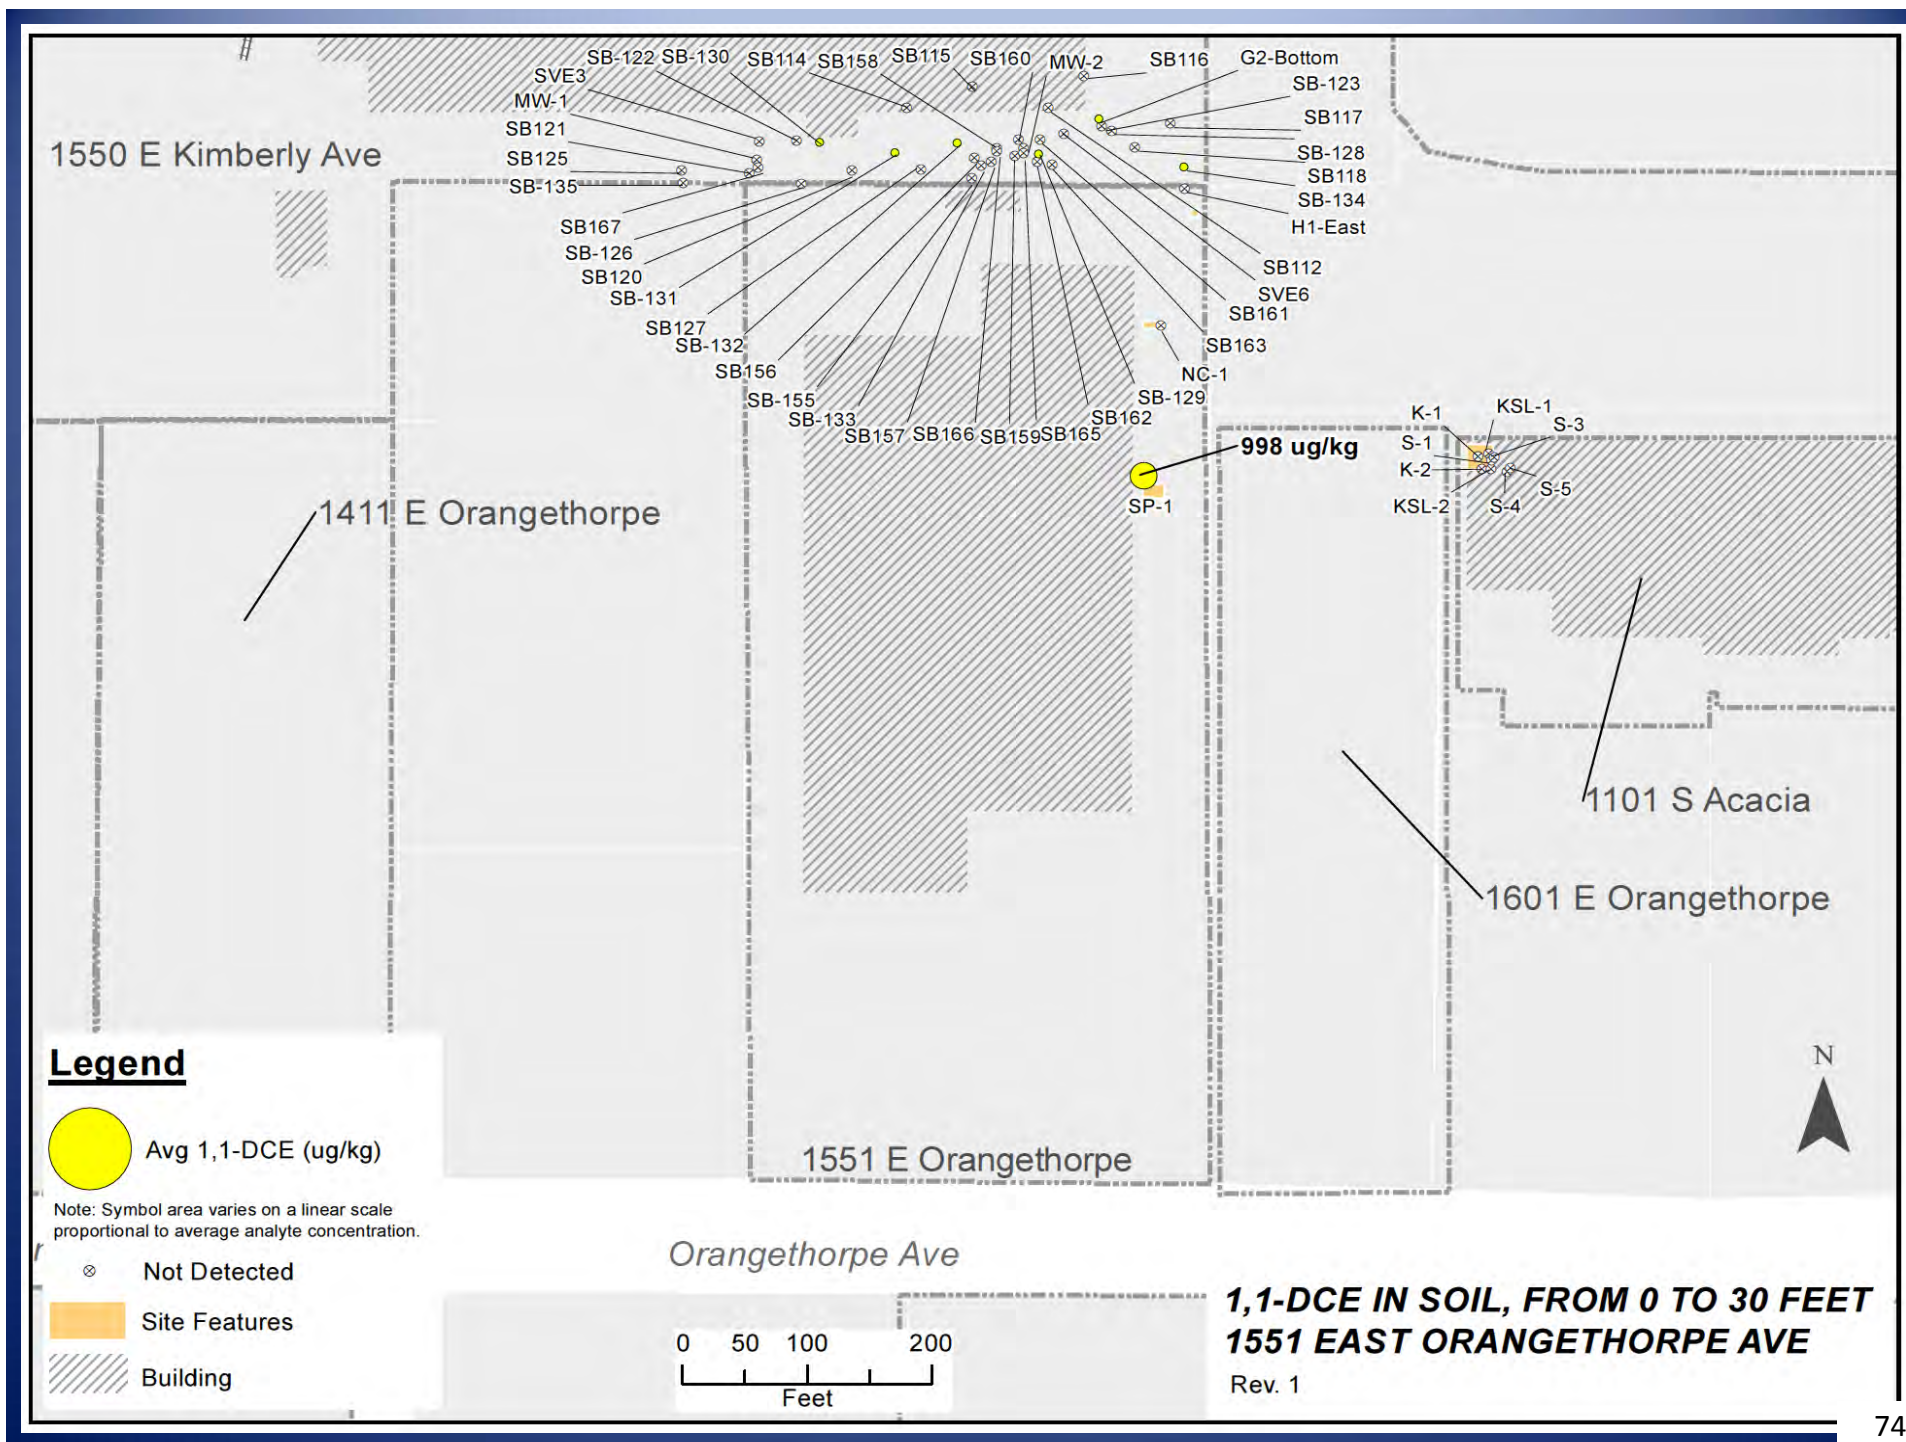 SB-122 SB-130 SB114 SB158 SB115 SB160 MW-2 SB116 G2-Bottom
SVE3
SB-123
MW-1
SB117
SB121
1550 E Kimberly Ave
SB-128
SB125
SB118
SB-135
SB-134
SB167
H1-East
SB-126
SB120
SB112
SB-131
SVE6
SB161
SB127
SB-132
SB163
SB156
NC-1
SB-155
SB-129
SB-133
SB162
SB157 SB166 SB159 SB165
K-1
KSL-1
S-3
S-1
998 ug/kg
K-2
S-5
SP-1
KSL-2
S-4
1411 E Orangethorpe
1101 S Acacia
1601 E Orangethorpe
1551 E Orangethorpe
N
Legend
Avg 1,1-DCE (ug/kg)
Note: Symbol area varies on a linear scale
proportional to average analyte concentration.
Not Detected
Site Features
Building
Orangethorpe Ave
0 50 100 200
Feet
1,1-DCE IN SOIL, FROM 0 TO 30 FEET
1551 EAST ORANGETHORPE AVE
Rev. 1
74